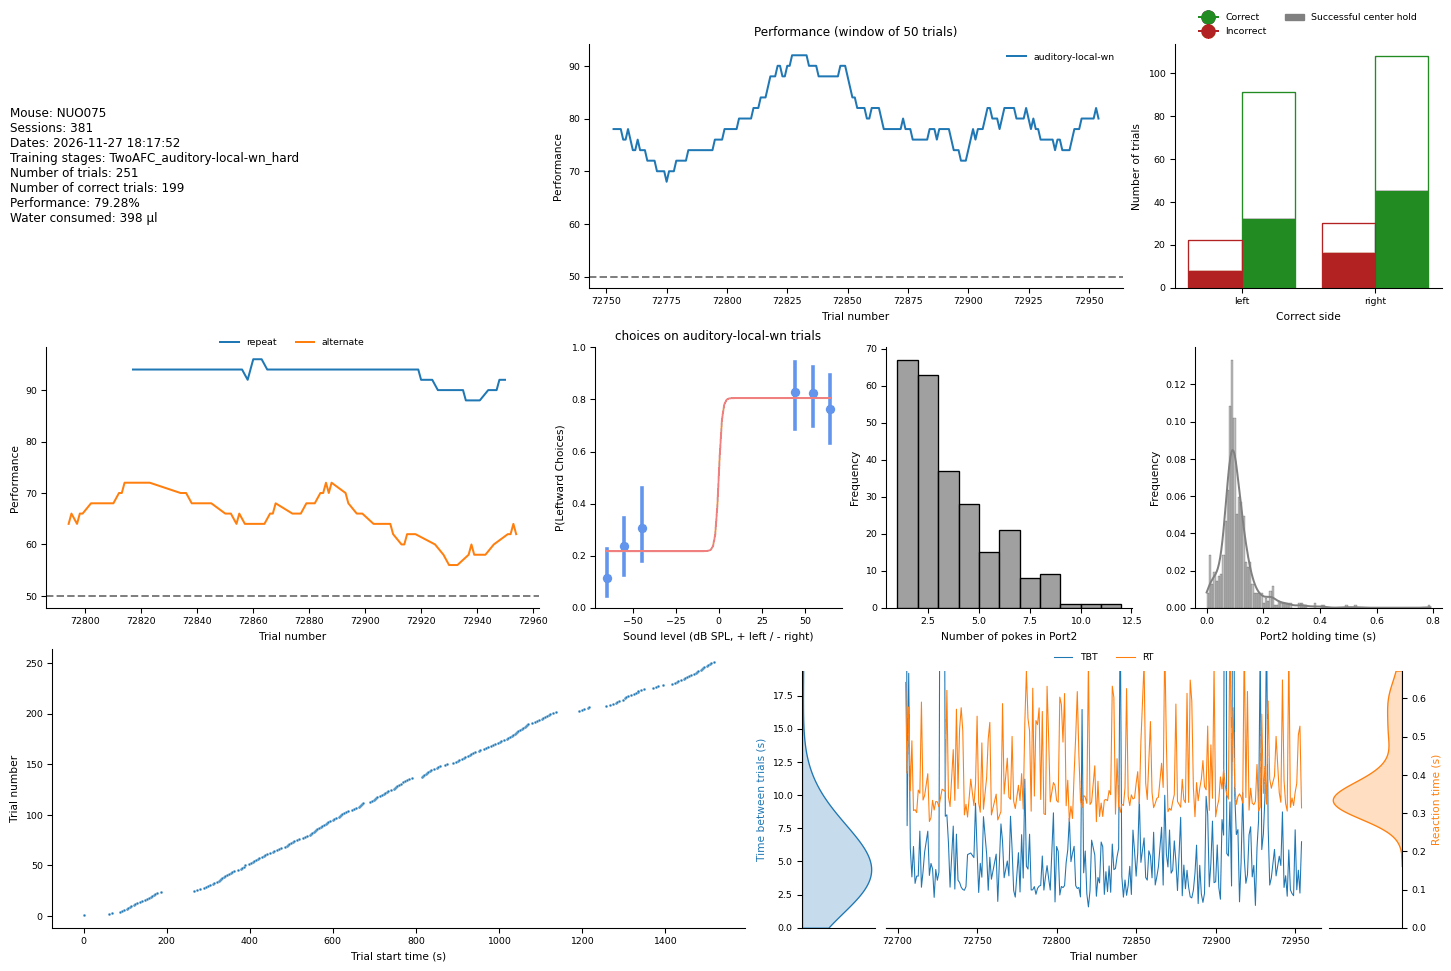 Mouse: NUO075
Sessions: 381
Dates: 2026-11-27 18:17:52
Training stages: TwoAFC_auditory-local-wn_hard
Number of trials: 251
Number of correct trials: 199
Performance: 79.28%
Water consumed: 398 µl
Performance (window of 50 trials)
auditory-local-wn
Performance
90
80
70
60
50
72750 72775 72800 72825 72850 72875 72900 72925 72950
Trial number
Correct
Incorrect
Successful center hold
Number of trials
100
80
60
40
20
0
left right
Correct side
repeat alternate
Performance
90
80
70
60
50
72800 72820 72840 72860 72880 72900 72920 72940 72960
Trial number
choices on auditory-local-wn trials
P(Leftward Choices)
1.0
0.8
0.6
0.4
0.2
0.0
−50 −25 0 25 50
Sound level (dB SPL, + left / - right)
Frequency
70
60
50
40
30
20
10
0
2.5 5.0 7.5 10.0 12.5
Number of pokes in Port2
Frequency
0.12
0.10
0.08
0.06
0.04
0.02
0.00
0.0 0.2 0.4 0.6 0.8
Port2 holding time (s)
Trial number
250
200
150
100
50
0
0 200 400 600 800 1000 1200 1400
Trial start time (s)
TBT RT
Time between trials (s)
17.5
15.0
12.5
10.0
7.5
5.0
2.5
0.0
72700 72750 72800 72850 72900 72950
Trial number
0.6
0.5
0.4
0.3
0.2
0.1
0.0
Reaction time (s)